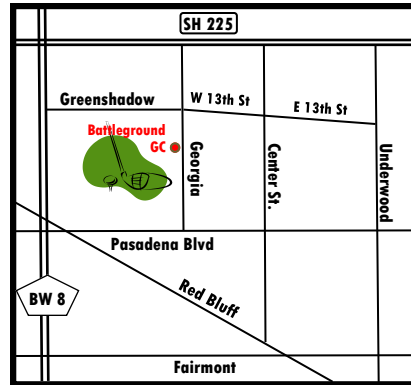 SH 225
Greenshadow
W 13th St
E 13th St
Battleground
GC
Georgia
Center St.
Underwood
Pasadena Blvd
BW 8
Red Bluff
Fairmont